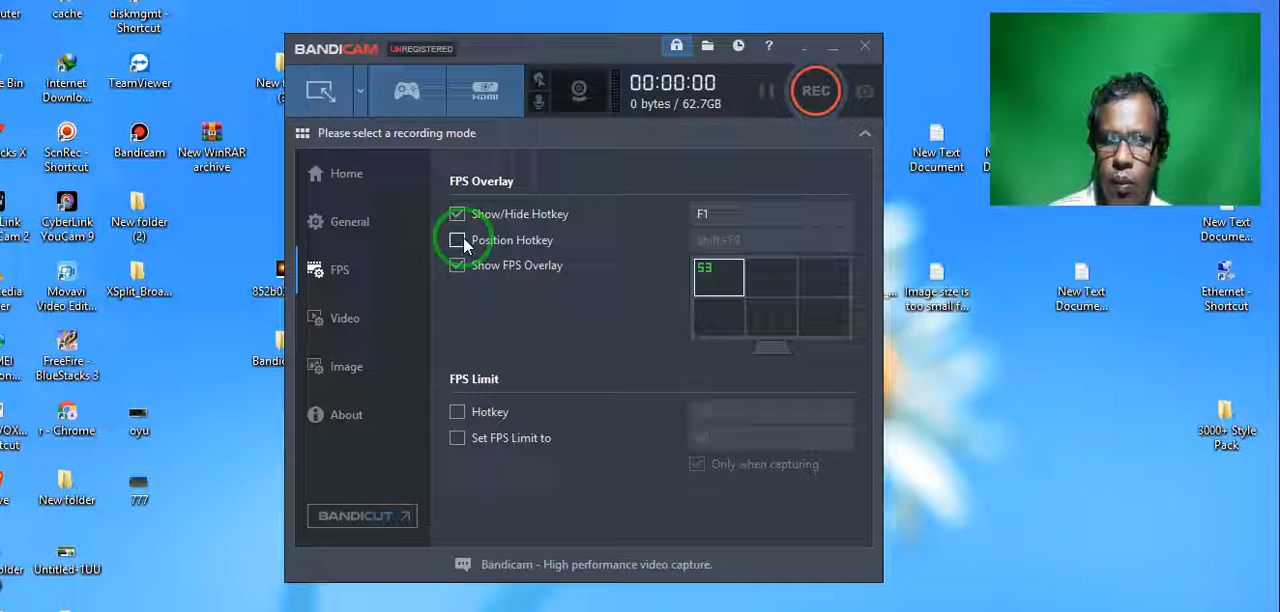 cache
diskmgmt -
Shortcut
Internet
Downlo...
TeamViewer
ScnRec -
Shortcut
Bandicam
New WinRAR
archive
CyberLink
YouCam 9
New folder
(2)
Movavi
Video Edit...
XSplit_Broa...
FreeFire -
BlueStacks 3
r - Chrome
oyu
New folder
777
Untitled-1UU
BANDICAM
UNREGISTERED
?
HDMI
00:00:00
0 bytes / 62.7GB
REC
Please select a recording mode
Home
General
FPS
Video
Image
About
BANDICUT
FPS Overlay
Show/Hide Hotkey
F1
Position Hotkey
Show FPS Overlay
53
FPS Limit
Hotkey
Set FPS Limit to
Only when capturing
Bandicam - High performance video capture.
New Text
Document
New Text
Docume...
Image size is
too small f...
New Text
Docume...
Ethernet -
Shortcut
3000+ Style
Pack